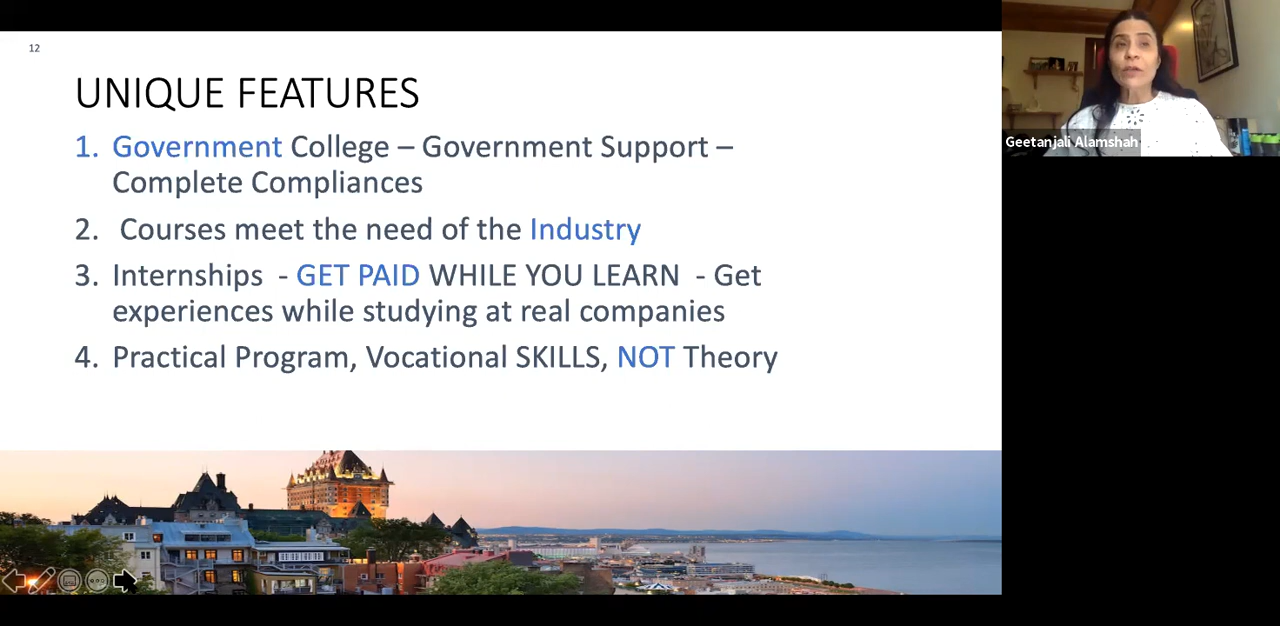 12
UNIQUE FEATURES
1. Government College – Government Support –
Complete Compliances
2. Courses meet the need of the Industry
3. Internships - GET PAID WHILE YOU LEARN - Get
experiences while studying at real companies
4. Practical Program, Vocational SKILLS, NOT Theory
Geetanjali Alamshah